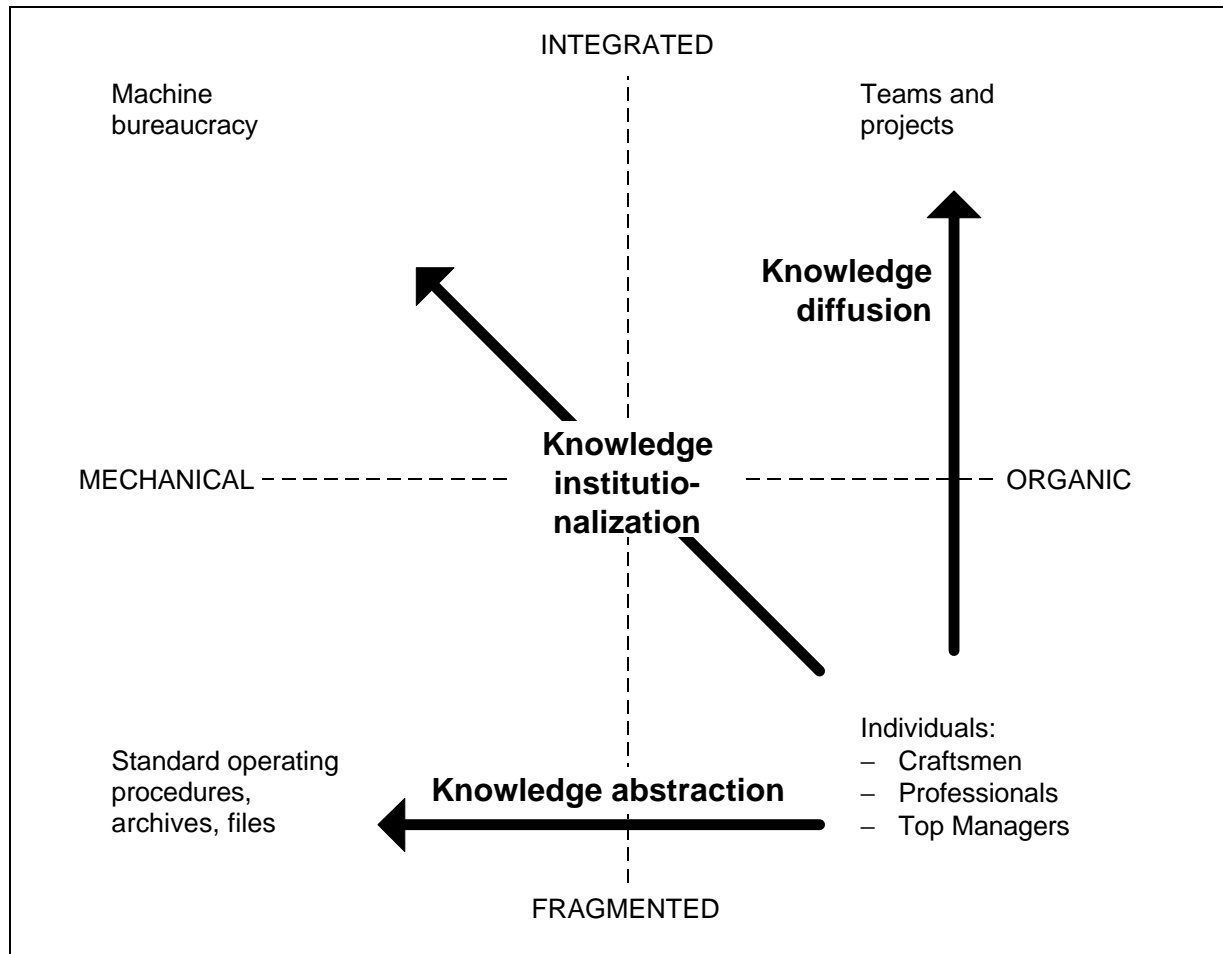 INTEGRATED
Machine
bureaucracy
Teams and
projects
Knowledge
diffusion
Knowledge
institutio-
nalization
MECHANICAL
ORGANIC
Individuals:
– Craftsmen
– Professionals
– Top Managers
Standard operating
procedures,
archives, files
Knowledge abstraction
FRAGMENTED